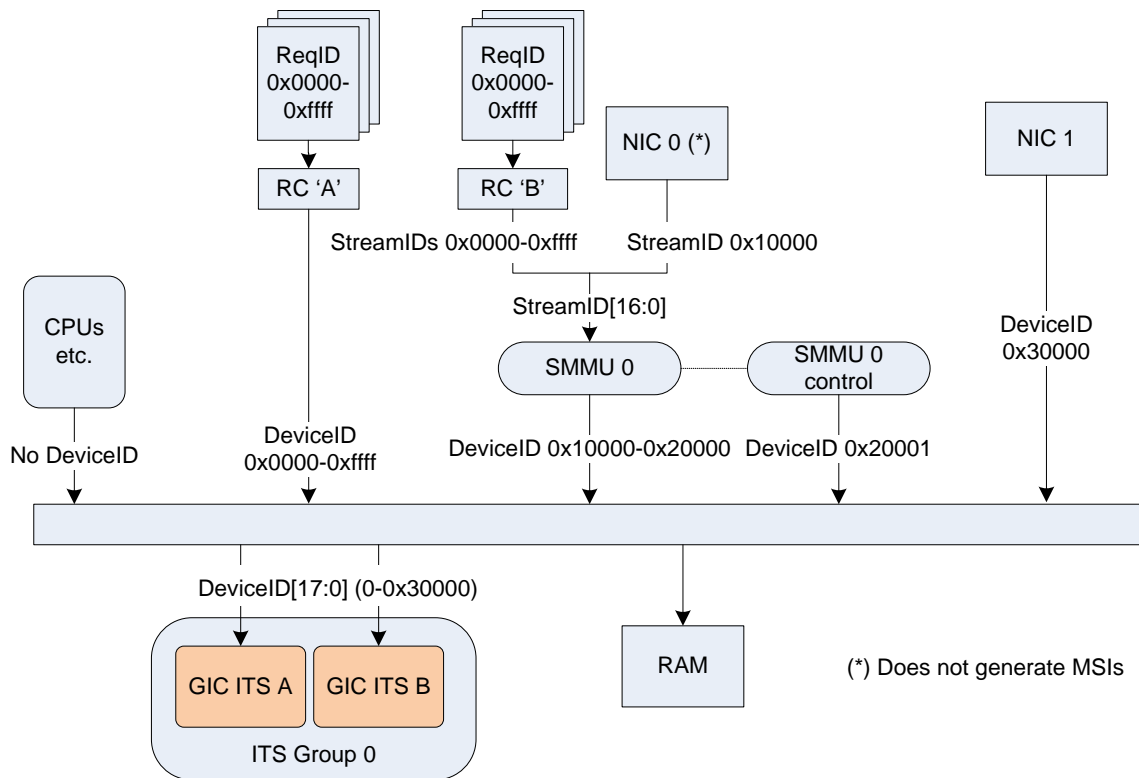 ReqID
0x0000-
0xffff
ReqID
0x0000-
0xffff
NIC 0 (*)
NIC 1
RC ‘A’
RC ‘B’
StreamIDs 0x0000-0xffff
StreamID 0x10000
StreamID[16:0]
CPUs
etc.
DeviceID
0x30000
SMMU 0
SMMU 0
control
No DeviceID
DeviceID
0x0000-0xffff
DeviceID 0x10000-0x20000
DeviceID 0x20001
DeviceID[17:0] (0-0x30000)
GIC ITS A
GIC ITS B
ITS Group 0
RAM
(*) Does not generate MSIs